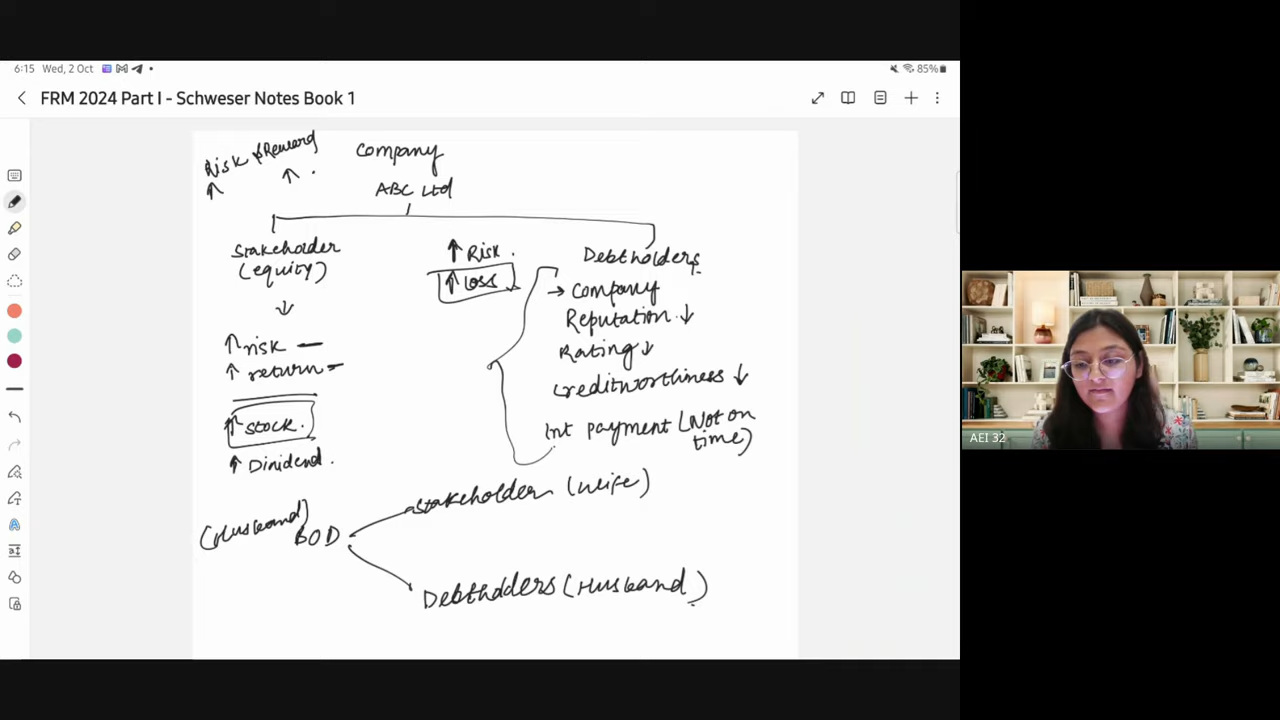 6:15 Wed, 2 Oct
85%
FRM 2024 Part I - Schweser Notes Book 1
Risk & Reward
↑ ↑
Company
ABC Ltd
Stakeholder
(equity)
↓
↑ risk
↑ return
↑ stock.
↑ Dividend.
↑ Risk.
↑ Loss
Debtholders
→ Company
Reputation ↓
Rating ↓
Creditworthiness ↓
Int payment (Not on
time)
(Husband) BOD
Stakeholder (Wife)
Debtholders (Husband)
AEI 32